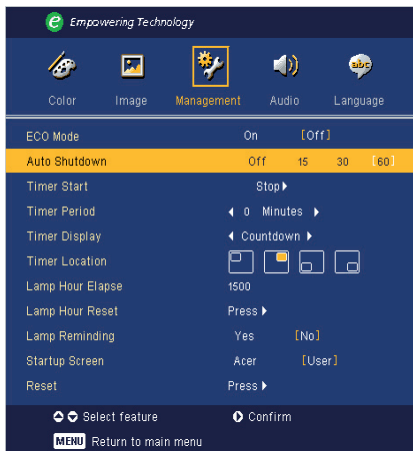 e Empowering Technology
abc
Color Image Management Audio Language
ECO Mode On [Off]
Auto Shutdown Off 15 30 [60]
Timer Start Stop
Timer Period 0 Minutes
Timer Display Countdown
Timer Location
Lamp Hour Elapse 1500
Lamp Hour Reset Press
Lamp Reminding Yes [No]
Startup Screen Acer [User]
Reset Press
Select feature Confirm
MENU Return to main menu